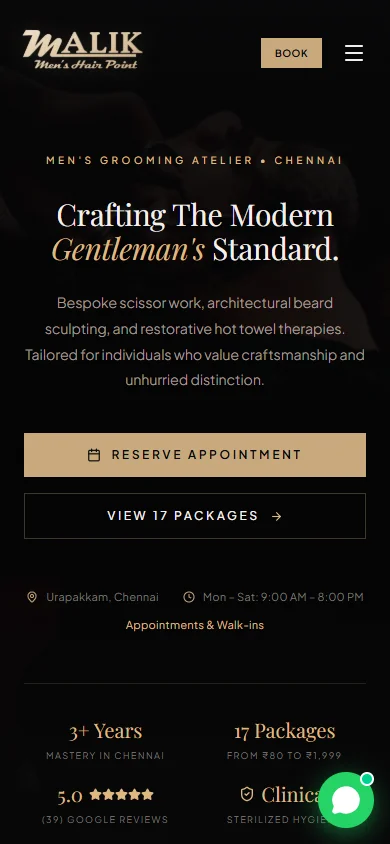 MALIK
Men's Hair Point
BOOK
MEN'S GROOMING ATELIER • CHENNAI
Crafting The Modern
Gentleman's Standard.
Bespoke scissor work, architectural beard
sculpting, and restorative hot towel therapies.
Tailored for individuals who value craftsmanship and
unhurried distinction.
RESERVE APPOINTMENT
VIEW 17 PACKAGES →
Urapakkam, Chennai
Mon – Sat: 9:00 AM – 8:00 PM
Appointments & Walk-ins
3+ Years
17 Packages
MASTERY IN CHENNAI
FROM ₹80 TO ₹1,999
5.0 ★★★★★
(39) GOOGLE REVIEWS
STERILIZED